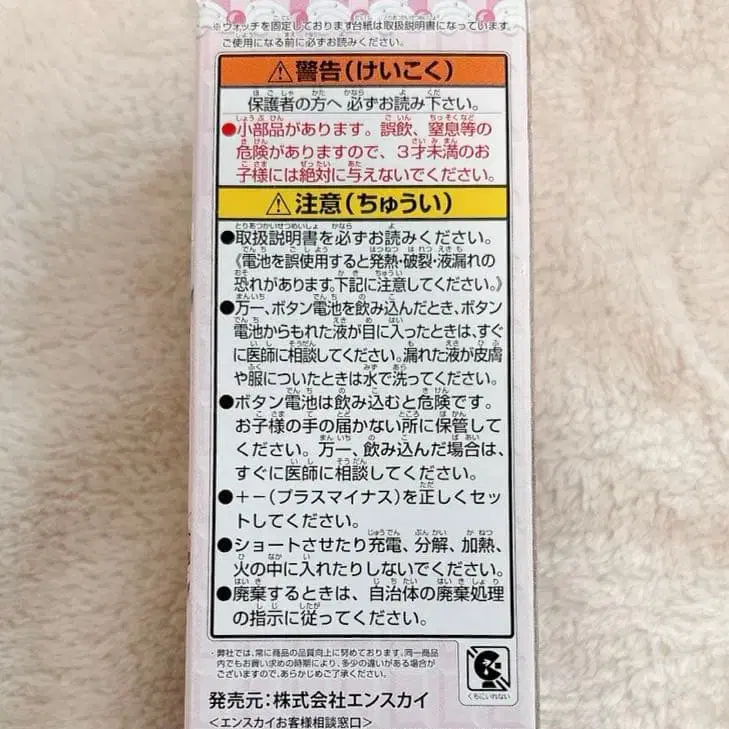 ※ウォッチを固定しております台紙は取扱説明書になっています。
ご使用になる前に必ずお読みください。
⚠警告(けいこく)
保護者の方へ 必ずお読み下さい。
●小部品があります。誤飲、窒息等の
危険がありますので、3才未満のお
子様には絶対に与えないでください。
⚠注意(ちゅうい)
●取扱説明書を必ずお読みください。
《電池を誤使用すると発熱・破裂・液漏れの
恐れがあります。下記に注意してください。》
●万一、ボタン電池を飲み込んだとき、ボタン
電池からもれた液が目に入ったときは、すぐ
に医師に相談してください。漏れた液が皮膚
や服についたときは水で洗ってください。
●ボタン電池は飲み込むと危険です。
お子様の手の届かない所に保管して
ください。万一、飲み込んだ場合は、
すぐに医師に相談してください。
●+-(プラスマイナス)を正しくセッ
トしてください。
●ショートさせたり充電、分解、加熱、
火の中に入れたりしないでください。
●廃棄するときは、自治体の廃棄処理
の指示に従ってください。
・弊社では、常に商品の品質向上に努めております。同一商品
内でもお買い求めの時期により、多少の違いがある場合が
ございますので、あらかじめご了承ください。
くちにいれない
発売元:株式会社エンスカイ
<エンスカイお客様相談窓口>